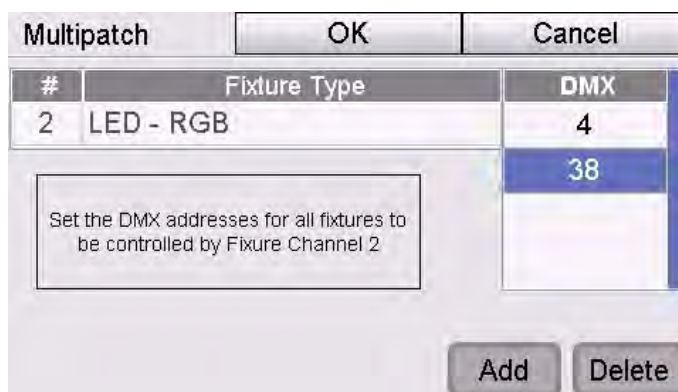 Multipatch OK Cancel
# Fixture Type DMX
2 LED - RGB 4
38
Set the DMX addresses for all fixtures to
be controlled by Fixure Channel 2
Add Delete